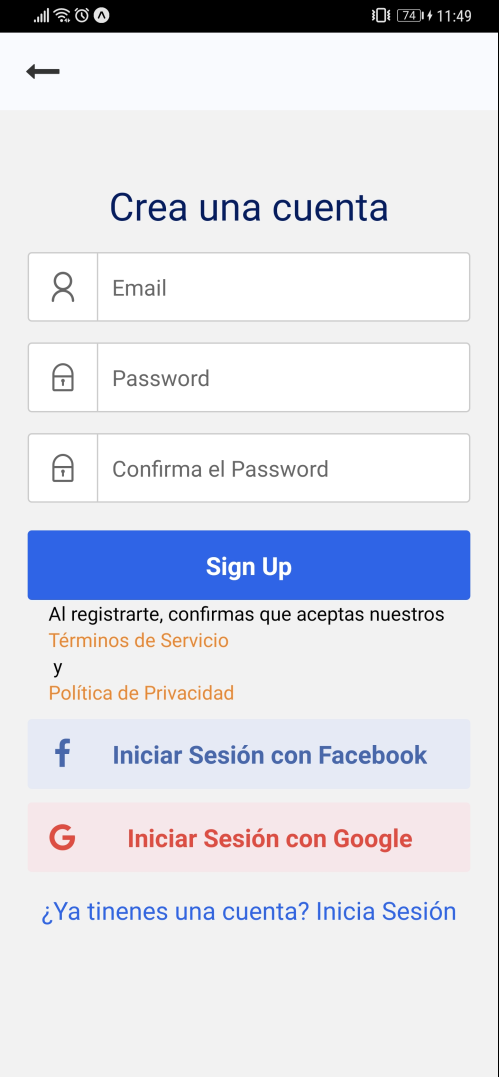 74 11:49
Crea una cuenta
Email
Password
Confirma el Password
Sign Up
Al registrarte, confirmas que aceptas nuestros
Términos de Servicio
y
Política de Privacidad
Iniciar Sesión con Facebook
Iniciar Sesión con Google
¿Ya tinenes una cuenta? Inicia Sesión